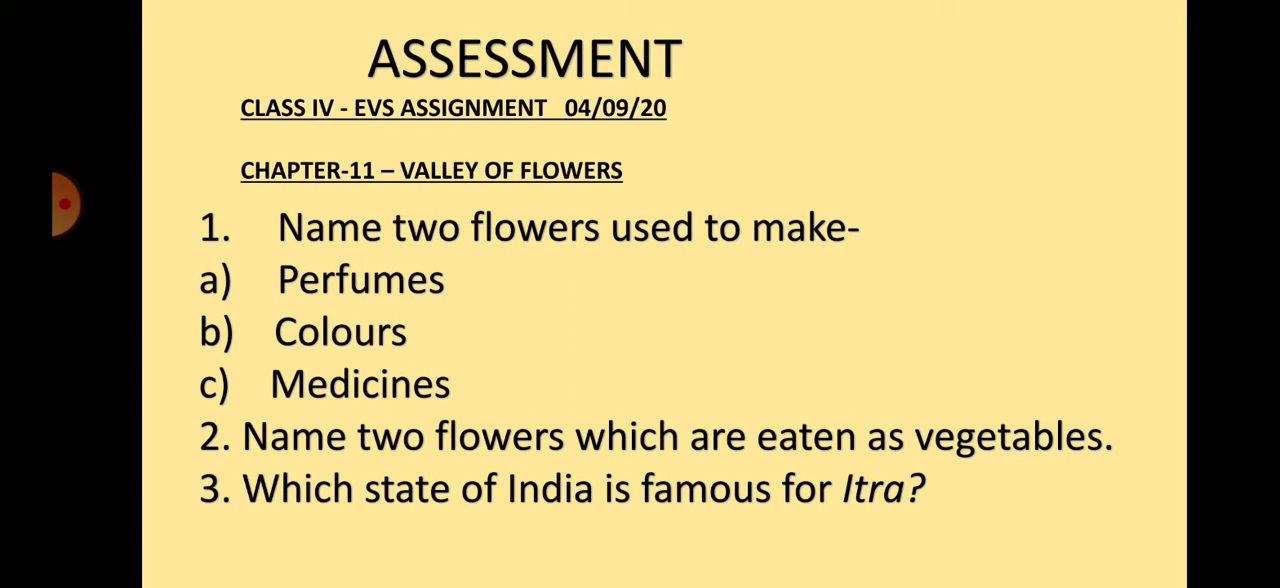 ASSESSMENT
CLASS IV - EVS ASSIGNMENT 04/09/20
CHAPTER-11 – VALLEY OF FLOWERS
1. Name two flowers used to make-
a) Perfumes
b) Colours
c) Medicines
2. Name two flowers which are eaten as vegetables.
3. Which state of India is famous for Itra?